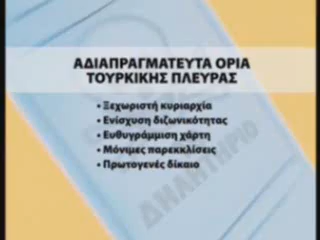 ΑΔΙΑΠΡΑΓΜΑΤΕΥΤΑ ΟΡΙΑ
ΤΟΥΡΚΙΚΗΣ ΠΛΕΥΡΑΣ
• Ξεχωριστή κυριαρχία
• Ενίσχυση διζωνικότητας
• Ευθυγράμμιση χάρτη
• Μόνιμες παρεκκλίσεις
• Πρωτογενές δίκαιο